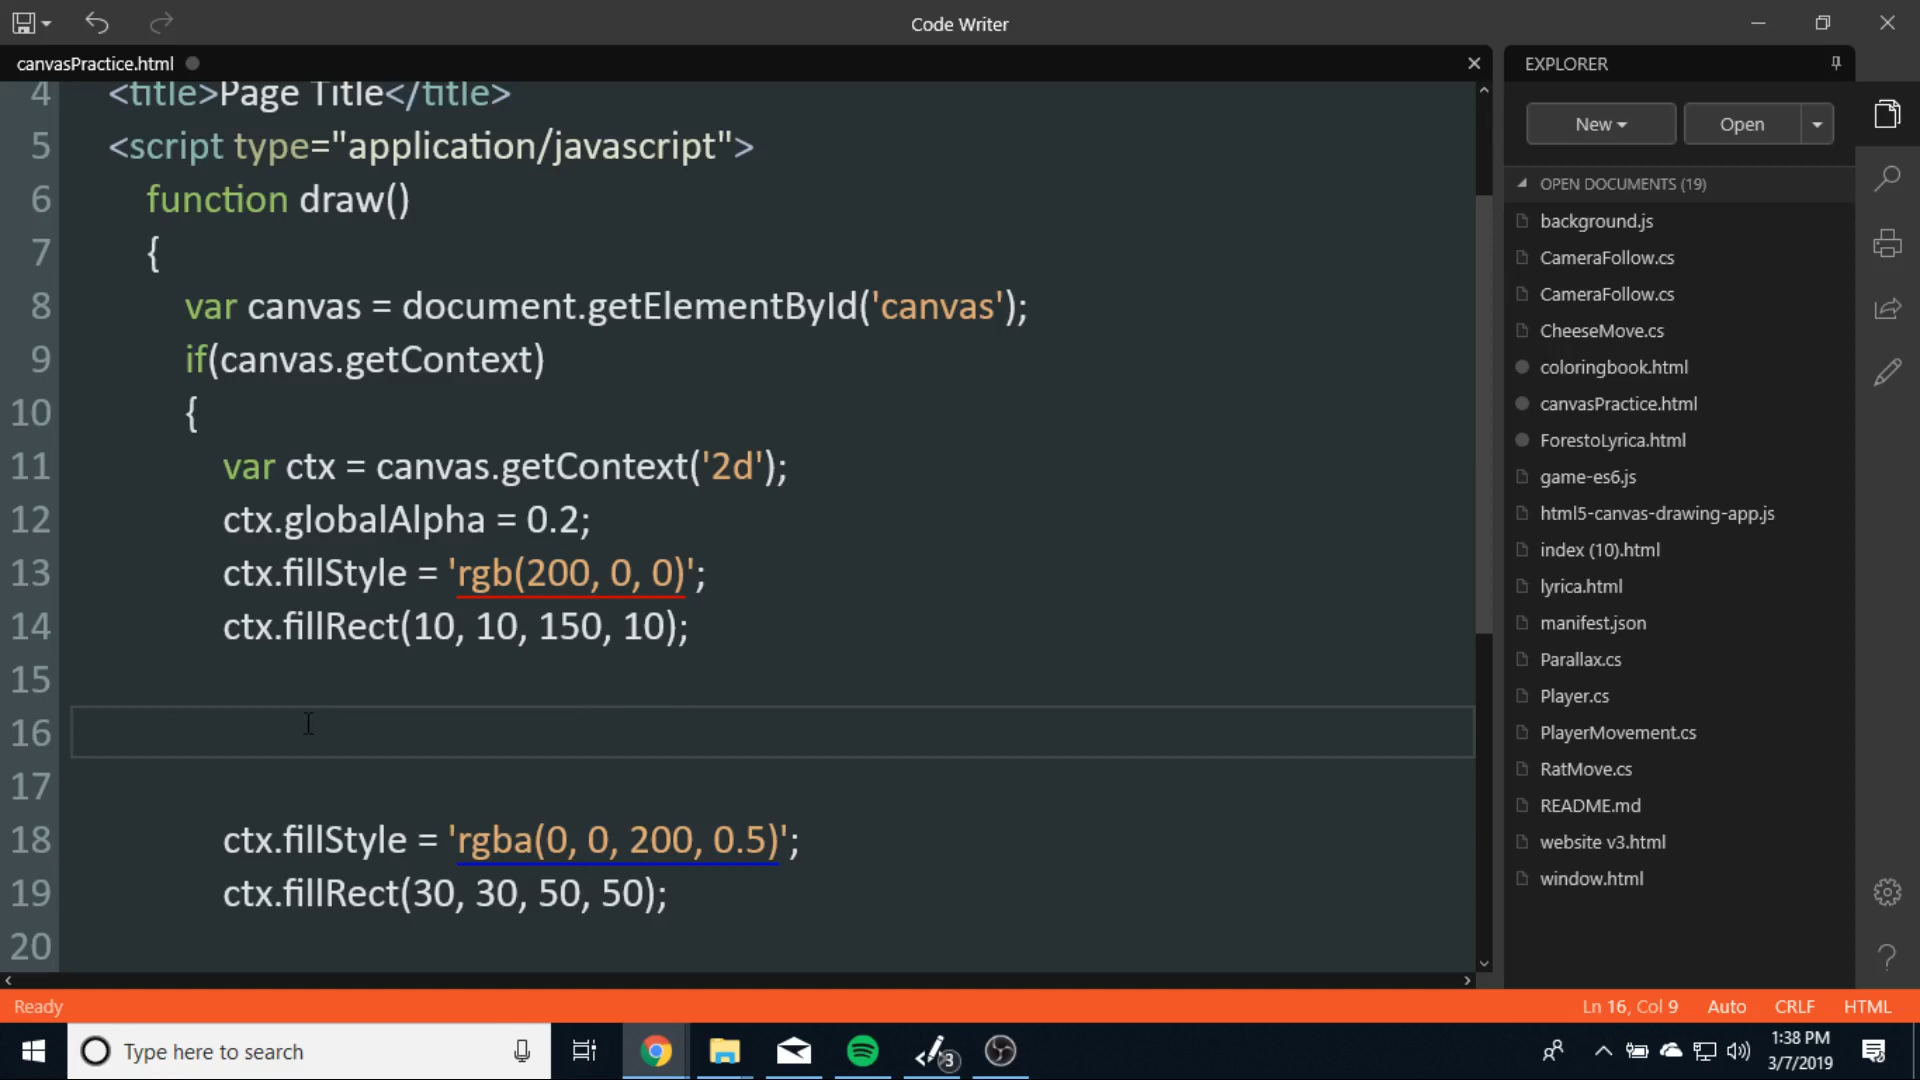 Code Writer
canvasPractice.html
4 <title>Page Title</title>
5 <script type="application/javascript">
6 function draw()
7 {
8 var canvas = document.getElementById('canvas');
9 if(canvas.getContext)
10 {
11 var ctx = canvas.getContext('2d');
12 ctx.globalAlpha = 0.2;
13 ctx.fillStyle = 'rgb(200, 0, 0)';
14 ctx.fillRect(10, 10, 150, 10);
15
16
17
18 ctx.fillStyle = 'rgba(0, 0, 200, 0.5)';
19 ctx.fillRect(30, 30, 50, 50);
20
EXPLORER
New
Open
OPEN DOCUMENTS (19)
background.js
CameraFollow.cs
CameraFollow.cs
CheeseMove.cs
coloringbook.html
canvasPractice.html
ForestoLyrica.html
game-es6.js
html5-canvas-drawing-app.js
index (10).html
lyrica.html
manifest.json
Parallax.cs
Player.cs
PlayerMovement.cs
RatMove.cs
README.md
website v3.html
window.html
Ready
Ln 16, Col 9 Auto CRLF HTML
Type here to search
3
1:38 PM
3/7/2019